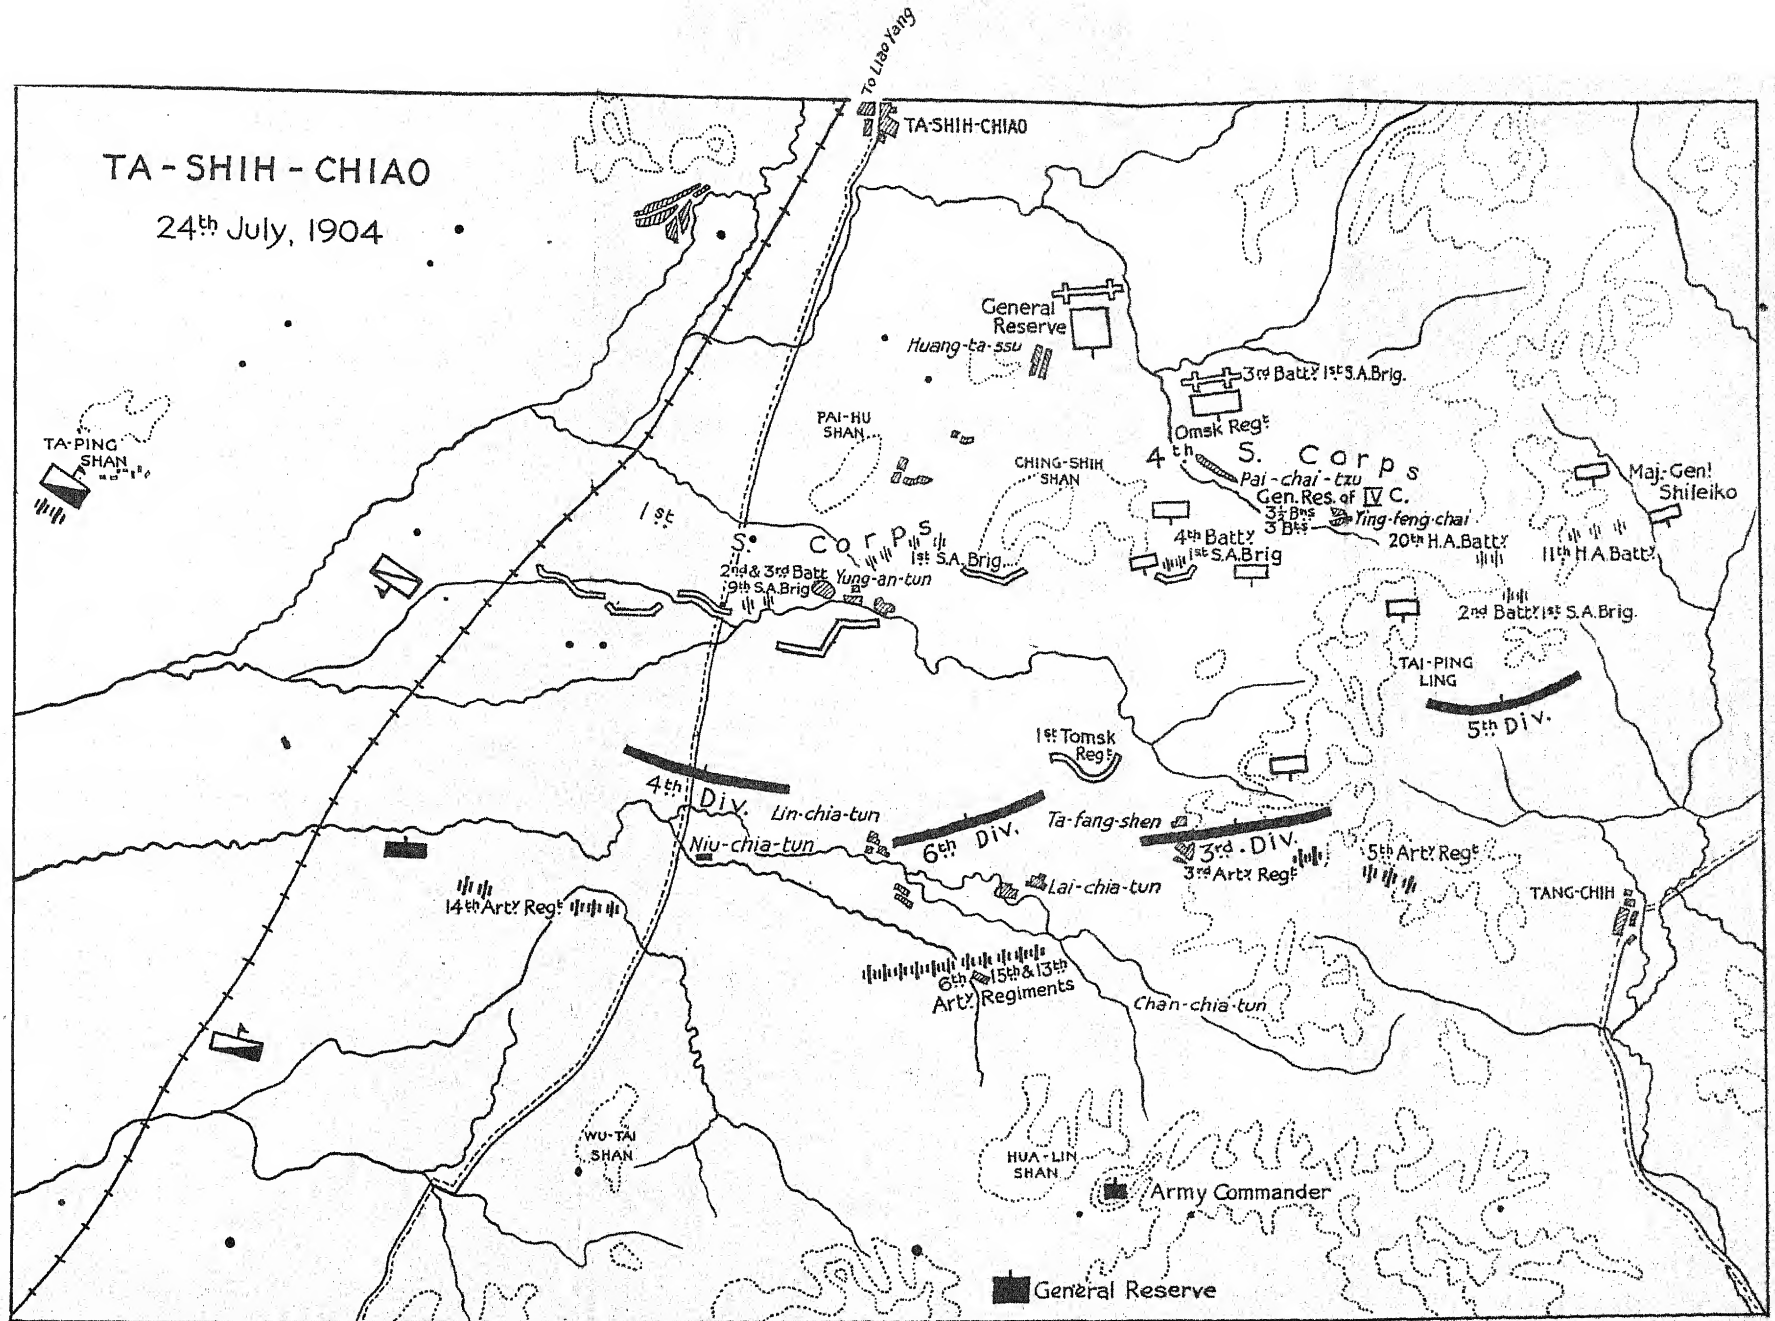 To Liao Yang
TA-SHIH-CHIAO
TA-SHIH-CHIAO
24th July, 1904
General
Reserve
Huang-ta-ssu
3rd Batty. 1st S.A.Brig.
Omsk Regt
4th S. Corps
Pai-chai-tzu
Gen. Res. of IV C.
3½ Bns
3 Bts
Ying-feng-chai
Maj.-Genl
Shileiko
TA-PING
SHAN
PAI-HU
SHAN
CHING-SHIH
SHAN
1st S. Corps
1st S.A. Brig.
4th Batty
1st S.A. Brig
20th H.A. Batty
11th H.A. Batty
2nd & 3rd Batt
9th S.A. Brig
Yung-an-tun
2nd Batty 1st S.A. Brig.
TAI-PING
LING
5th Div.
1st Tomsk
Regt
4th Div.
Lin-chia-tun
Niu-chia-tun
6th Div.
Ta-fang-shen
3rd Div.
3rd Arty Regt
5th Arty Regt
Lai-chia-tun
TANG-CHIH
14th Arty. Regt
6th 15th & 13th
Arty. Regiments
Chan-chia-tun
WU-TAI
SHAN
HUA-LIN
SHAN
Army Commander
General Reserve